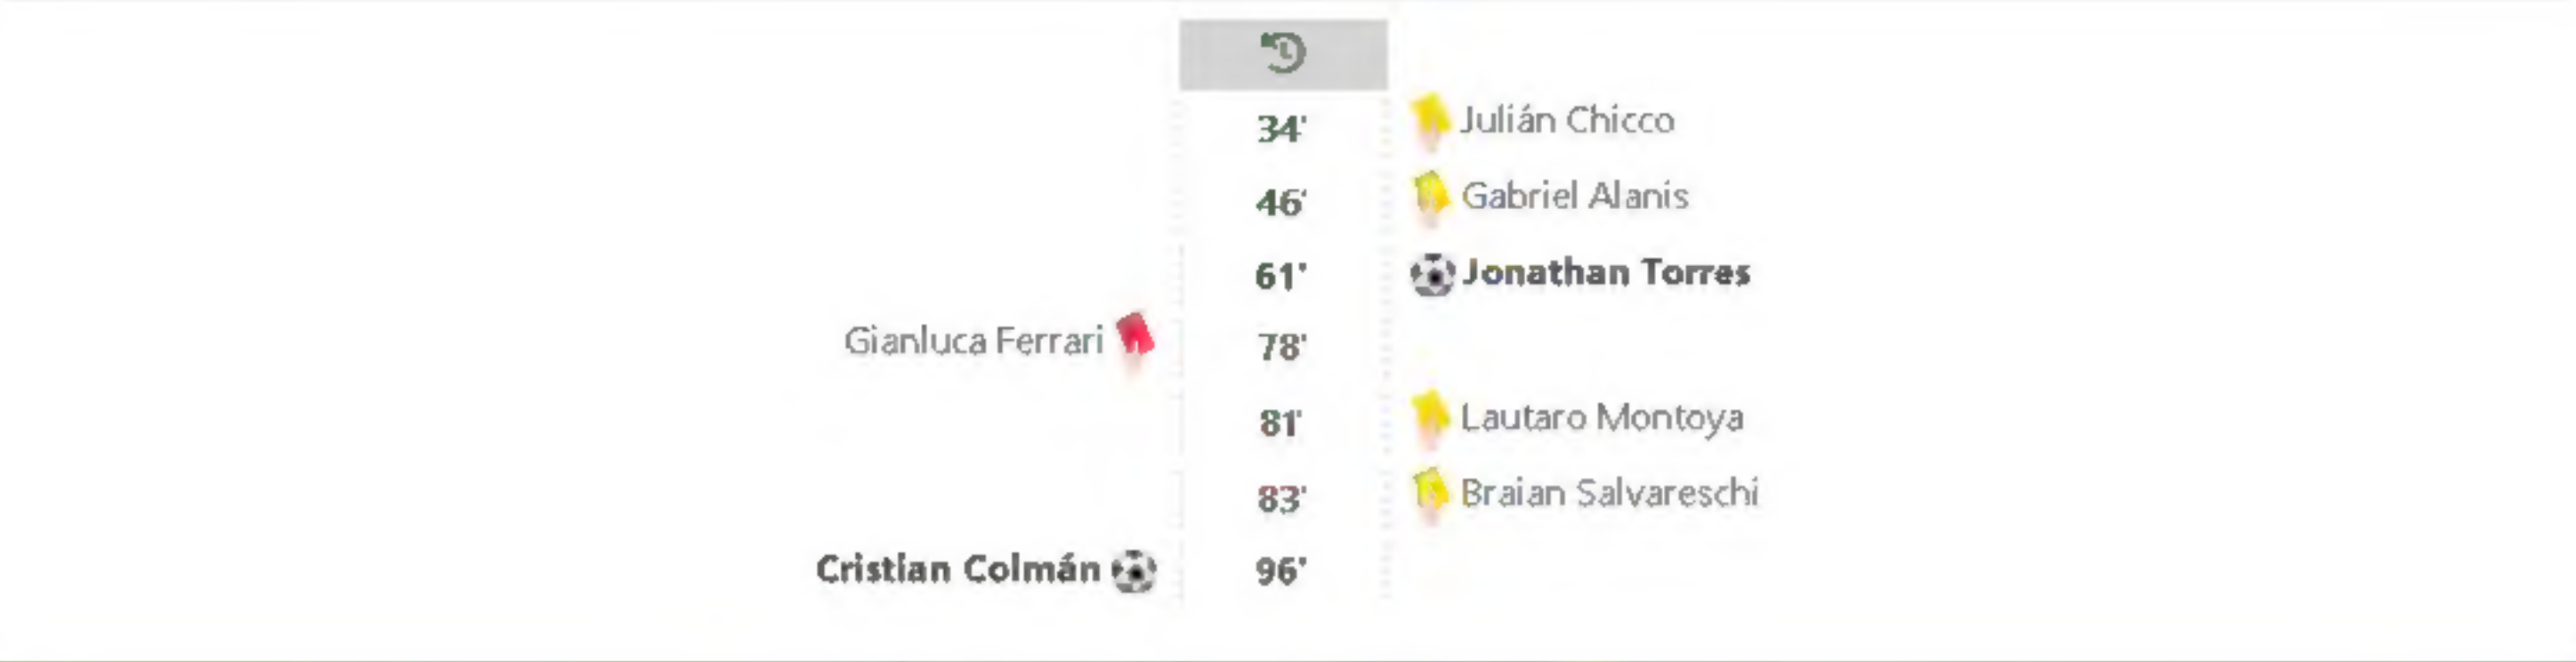 34' Julián Chicco
46' Gabriel Alanis
61' Jonathan Torres
Gianluca Ferrari 78'
81' Lautaro Montoya
83' Braian Salvareschi
Cristian Colmán 96'